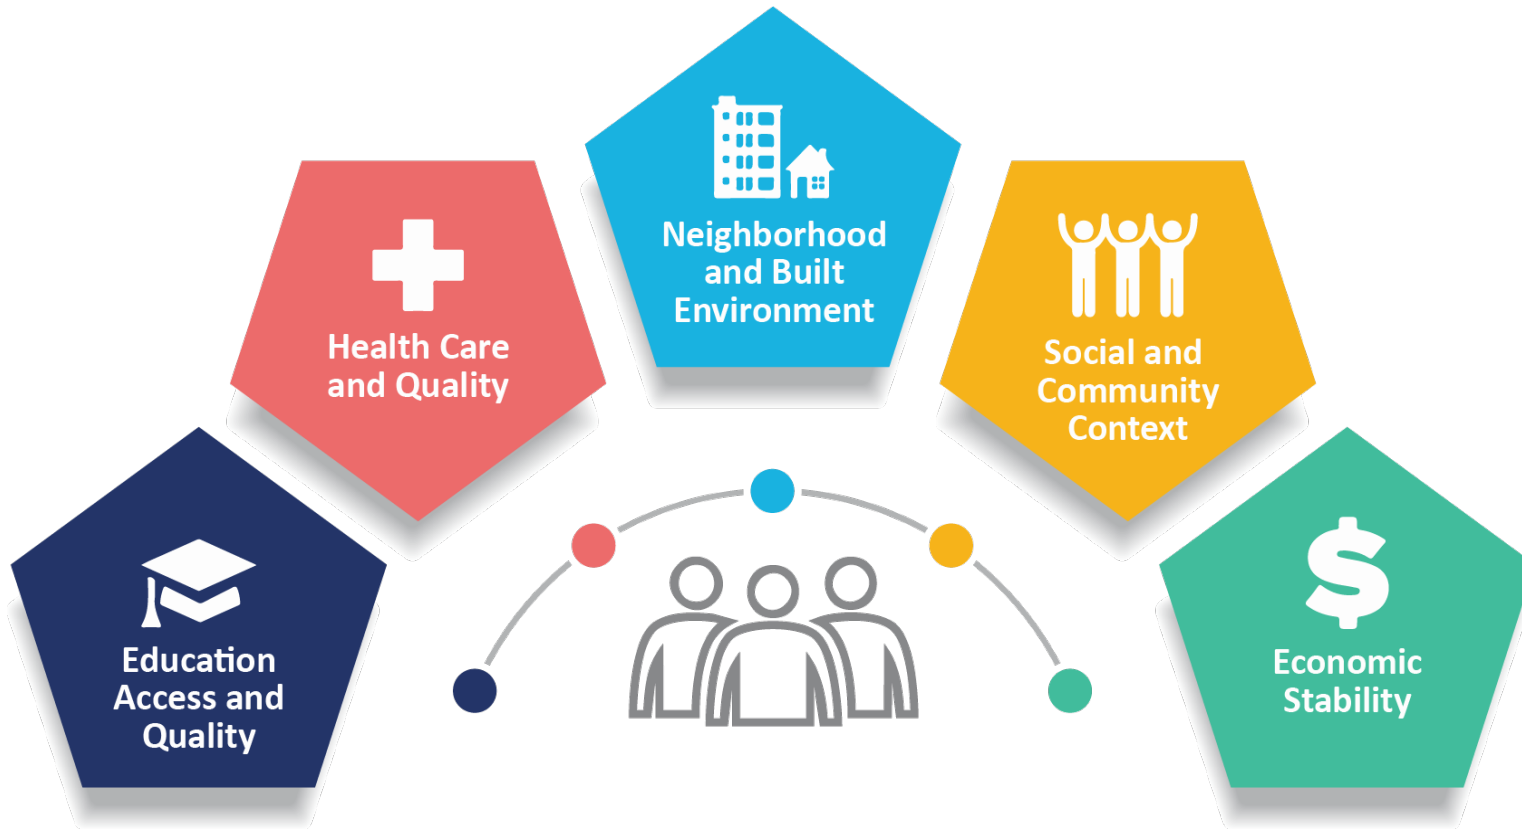 Education
Access and
Quality
Health Care
and Quality
Neighborhood
and Built
Environment
Social and
Community
Context
Economic
Stability